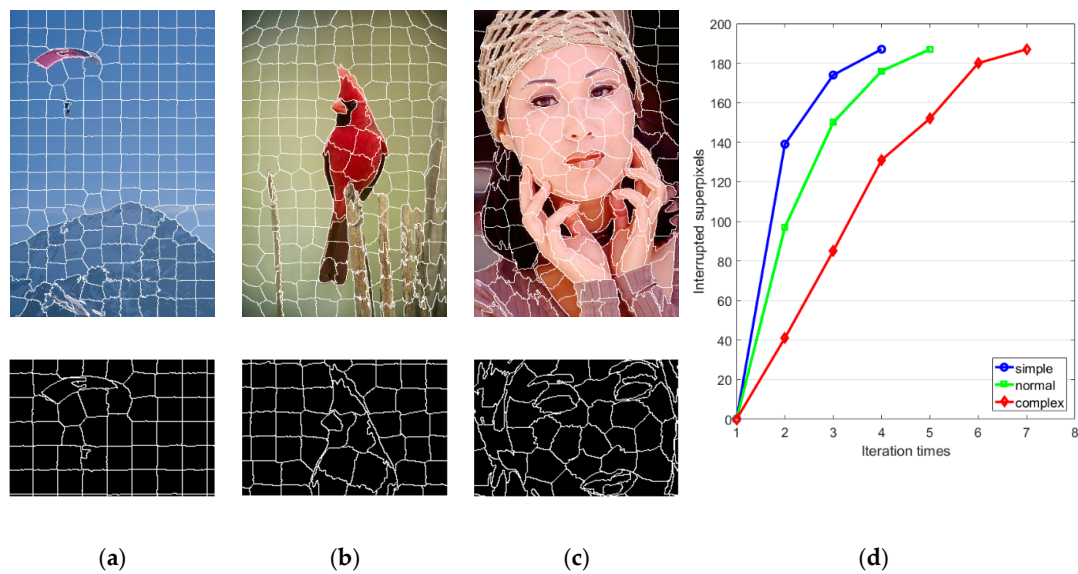 200
180
160
140
120
100
80
60
40
20
0
Interrupted superpixels
simple
normal
complex
1 2 3 4 5 6 7 8
Iteration times
(a) (b) (c) (d)